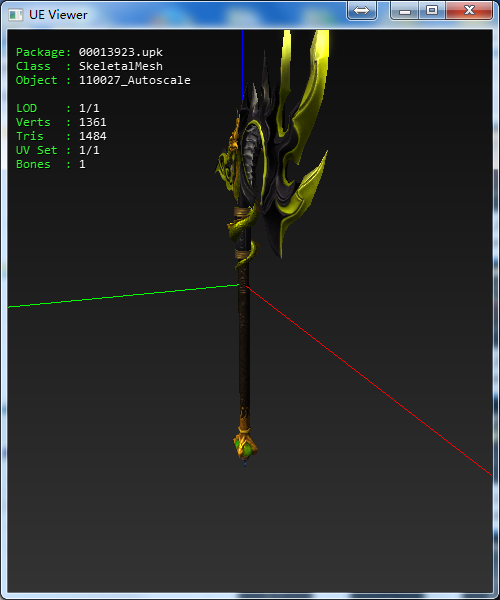 UE Viewer
Package: 00013923.upk
Class : SkeletalMesh
Object : 110027_Autoscale
LOD : 1/1
Verts : 1361
Tris : 1484
UV Set : 1/1
Bones : 1